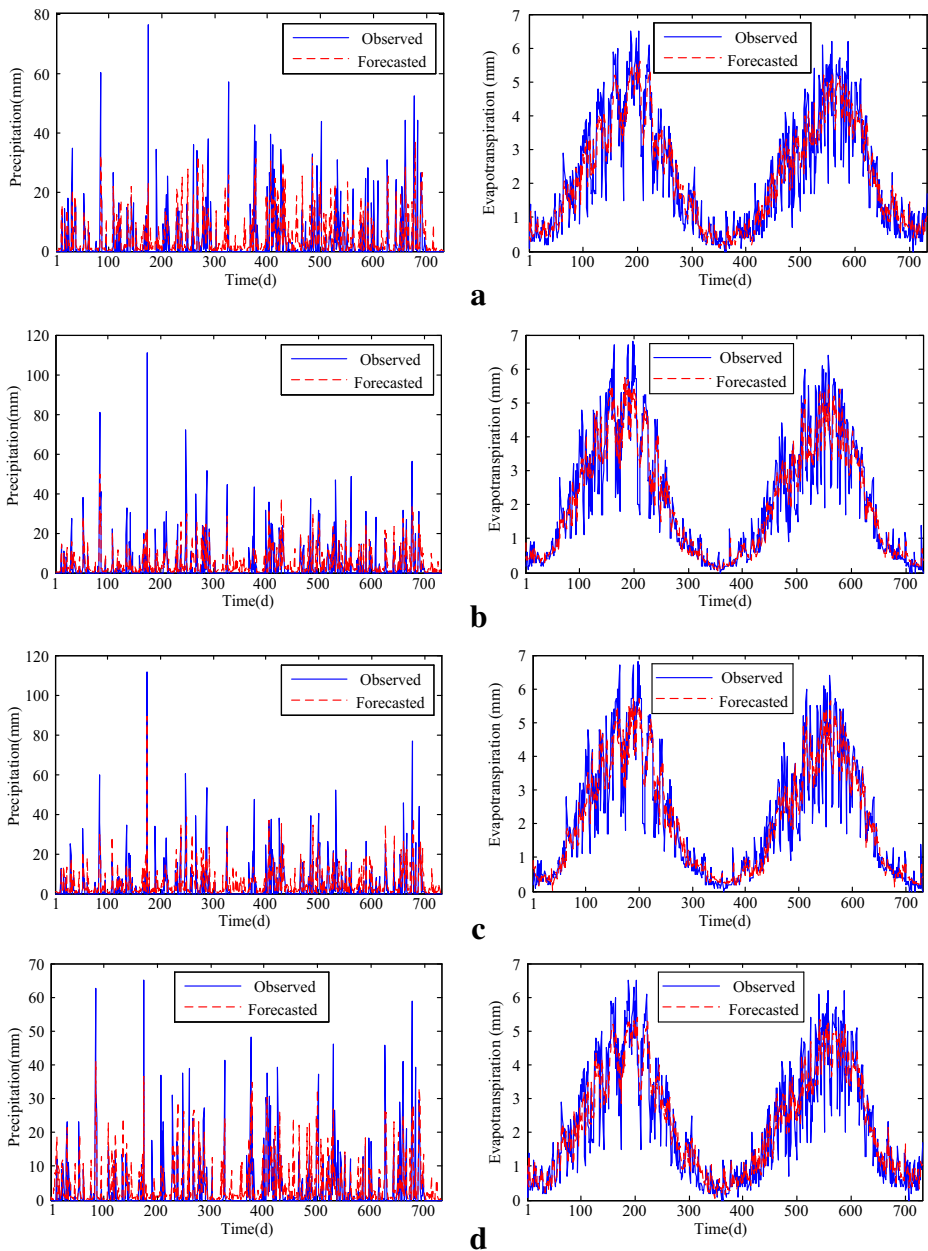 80
60
40
20
0
Precipitation(mm)
Observed
Forecasted
1 100 200 300 400 500 600 700
Time(d)
7
6
5
4
3
2
1
0
Evapotranspiration (mm)
Observed
Forecasted
1 100 200 300 400 500 600 700
Time(d)
a
120
100
80
60
40
20
0
Precipitation(mm)
Observed
Forecasted
1 100 200 300 400 500 600 700
Time(d)
7
6
5
4
3
2
1
0
Evapotranspiration (mm)
Observed
Forecasted
1 100 200 300 400 500 600 700
Time(d)
b
120
100
80
60
40
20
0
Precipitation(mm)
Observed
Forecasted
1 100 200 300 400 500 600 700
Time(d)
7
6
5
4
3
2
1
0
Evapotranspiration (mm)
Observed
Forecasted
1 100 200 300 400 500 600 700
Time(d)
c
70
60
50
40
30
20
10
0
Precipitation(mm)
Observed
Forecasted
1 100 200 300 400 500 600 700
Time(d)
7
6
5
4
3
2
1
0
Evapotranspiration (mm)
Observed
Forecasted
1 100 200 300 400 500 600 700
Time(d)
d